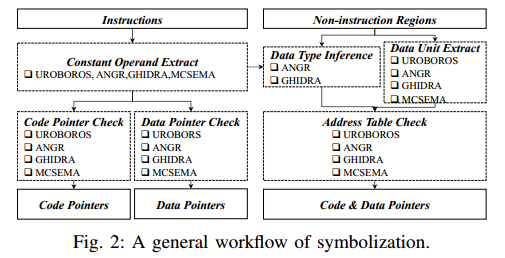 Instructions
Non-instruction Regions
Constant Operand Extract
❑ UROBOROS, ANGR,GHIDRA,MCSEMA
Data Type Inference
❑ ANGR
❑ GHIDRA
Data Unit Extract
❑ UROBOROS
❑ ANGR
❑ GHIDRA
❑ MCSEMA
Code Pointer Check
❑ UROBOROS
❑ ANGR
❑ GHIDRA
❑ MCSEMA
Data Pointer Check
❑ UROBORS
❑ ANGR
❑ GHIDRA
❑ MCSEMA
Address Table Check
❑ UROBOROS
❑ ANGR
❑ GHIDRA
❑ MCSEMA
Code Pointers
Data Pointers
Code & Data Pointers
Fig. 2: A general workflow of symbolization.